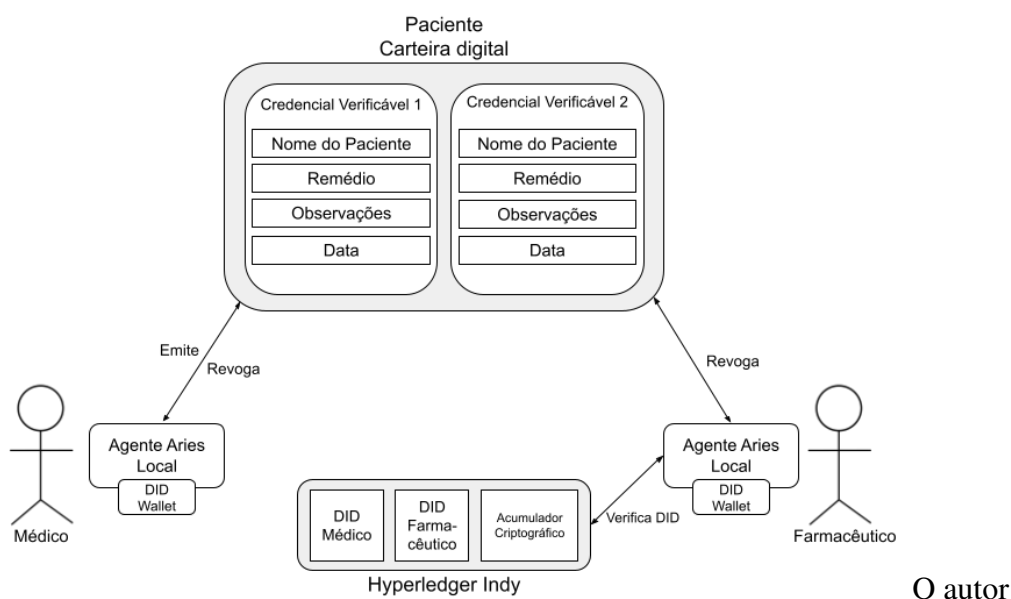 Paciente
Carteira digital
Credencial Verificável 1
Nome do Paciente
Remédio
Observações
Data
Credencial Verificável 2
Nome do Paciente
Remédio
Observações
Data
Emite
Revoga
Revoga
Agente Aries
Local
DID
Wallet
Médico
Agente Aries
Local
DID
Wallet
Farmacêutico
Verifica DID
DID
Médico
DID
Farma-
cêutico
Acumulador
Criptográfico
Hyperledger Indy
O autor